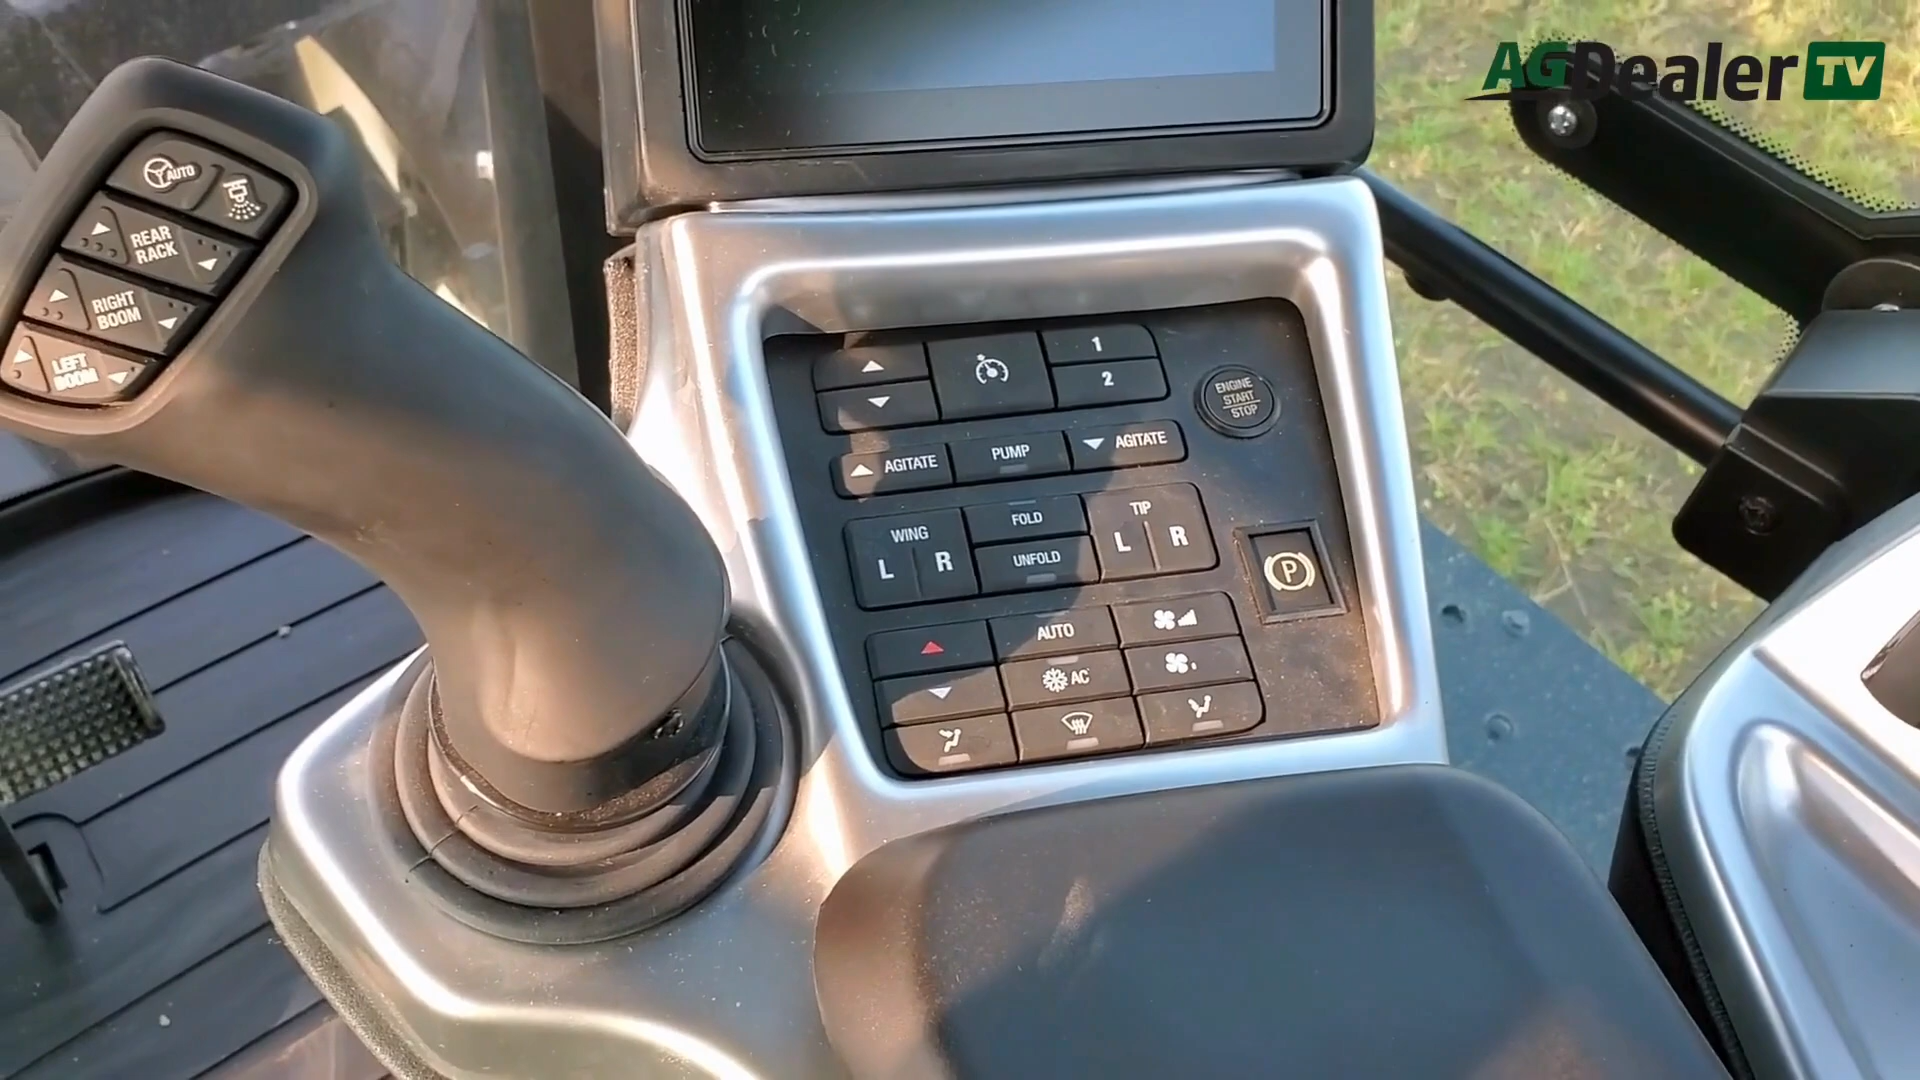 AGDealer TV
AUTO
REAR
RACK
RIGHT
BOOM
LEFT
BOOM
1
2
ENGINE
START
STOP
AGITATE
PUMP
AGITATE
WING
L R
FOLD
UNFOLD
TIP
L R
P
AUTO
AC